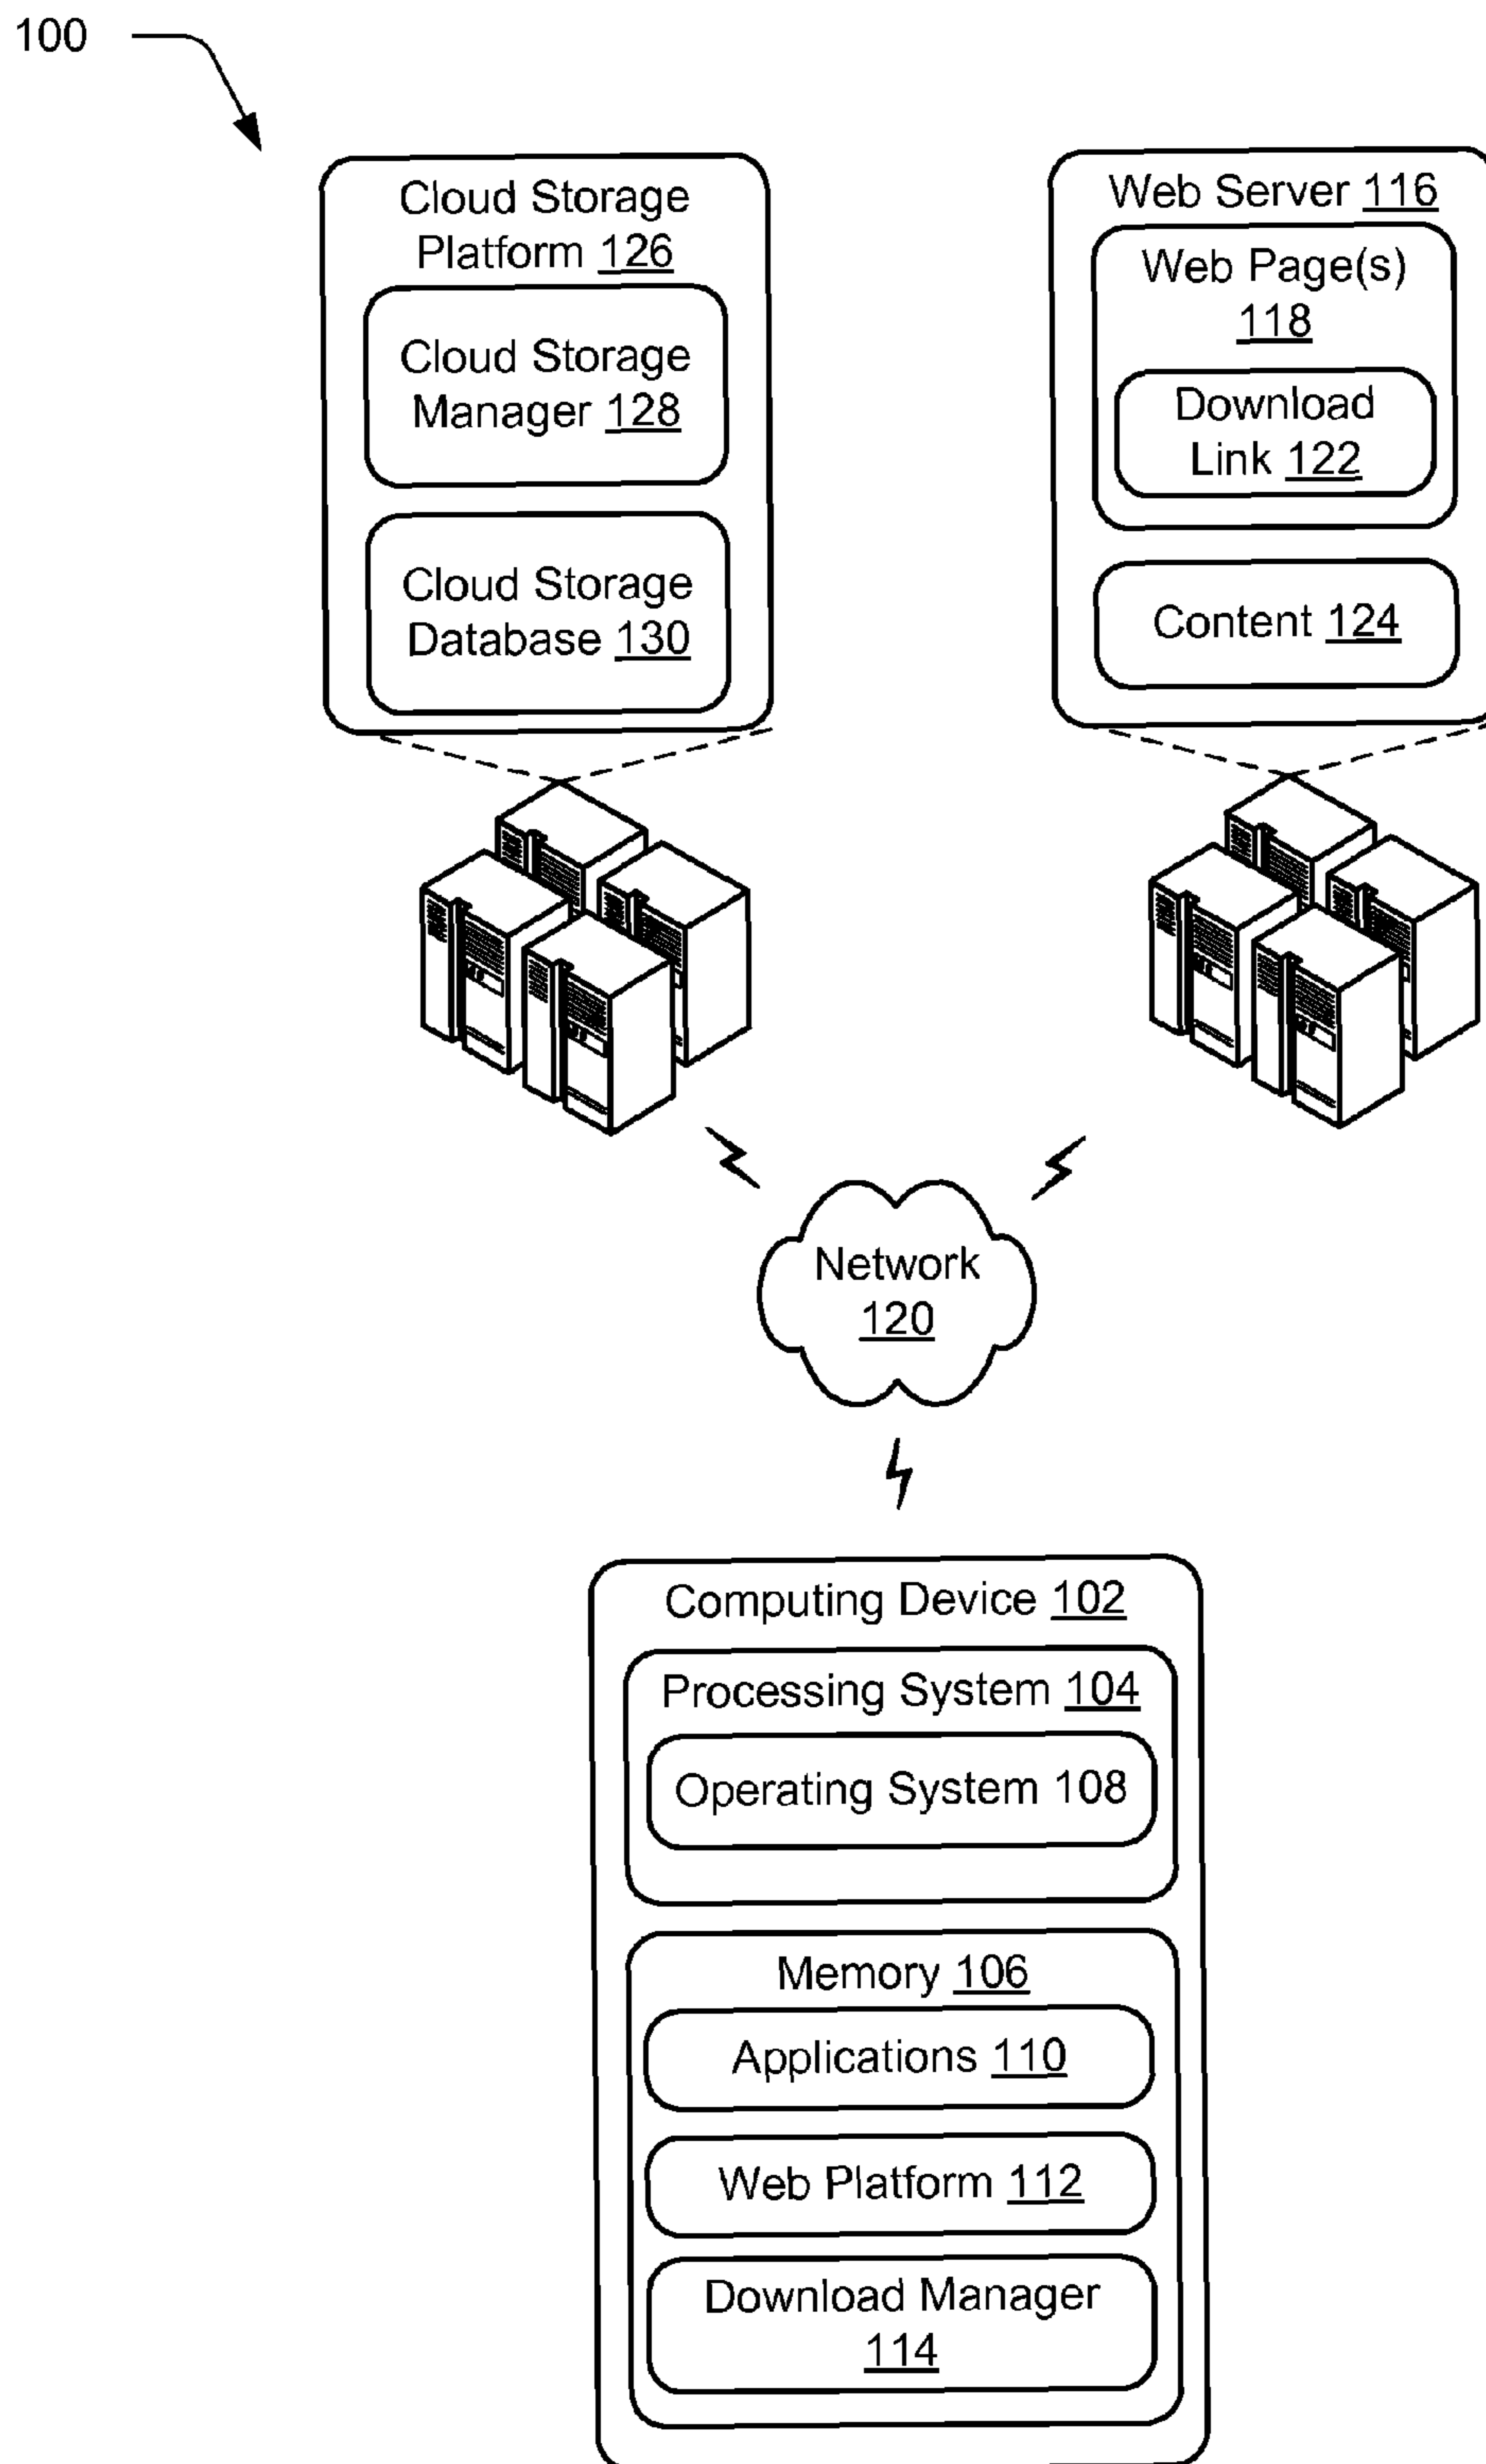 100
Cloud Storage
Platform 126
Cloud Storage
Manager 128
Cloud Storage
Database 130
Web Server 116
Web Page(s)
118
Download
Link 122
Content 124
Network
120
Computing Device 102
Processing System 104
Operating System 108
Memory 106
Applications 110
Web Platform 112
Download Manager
114